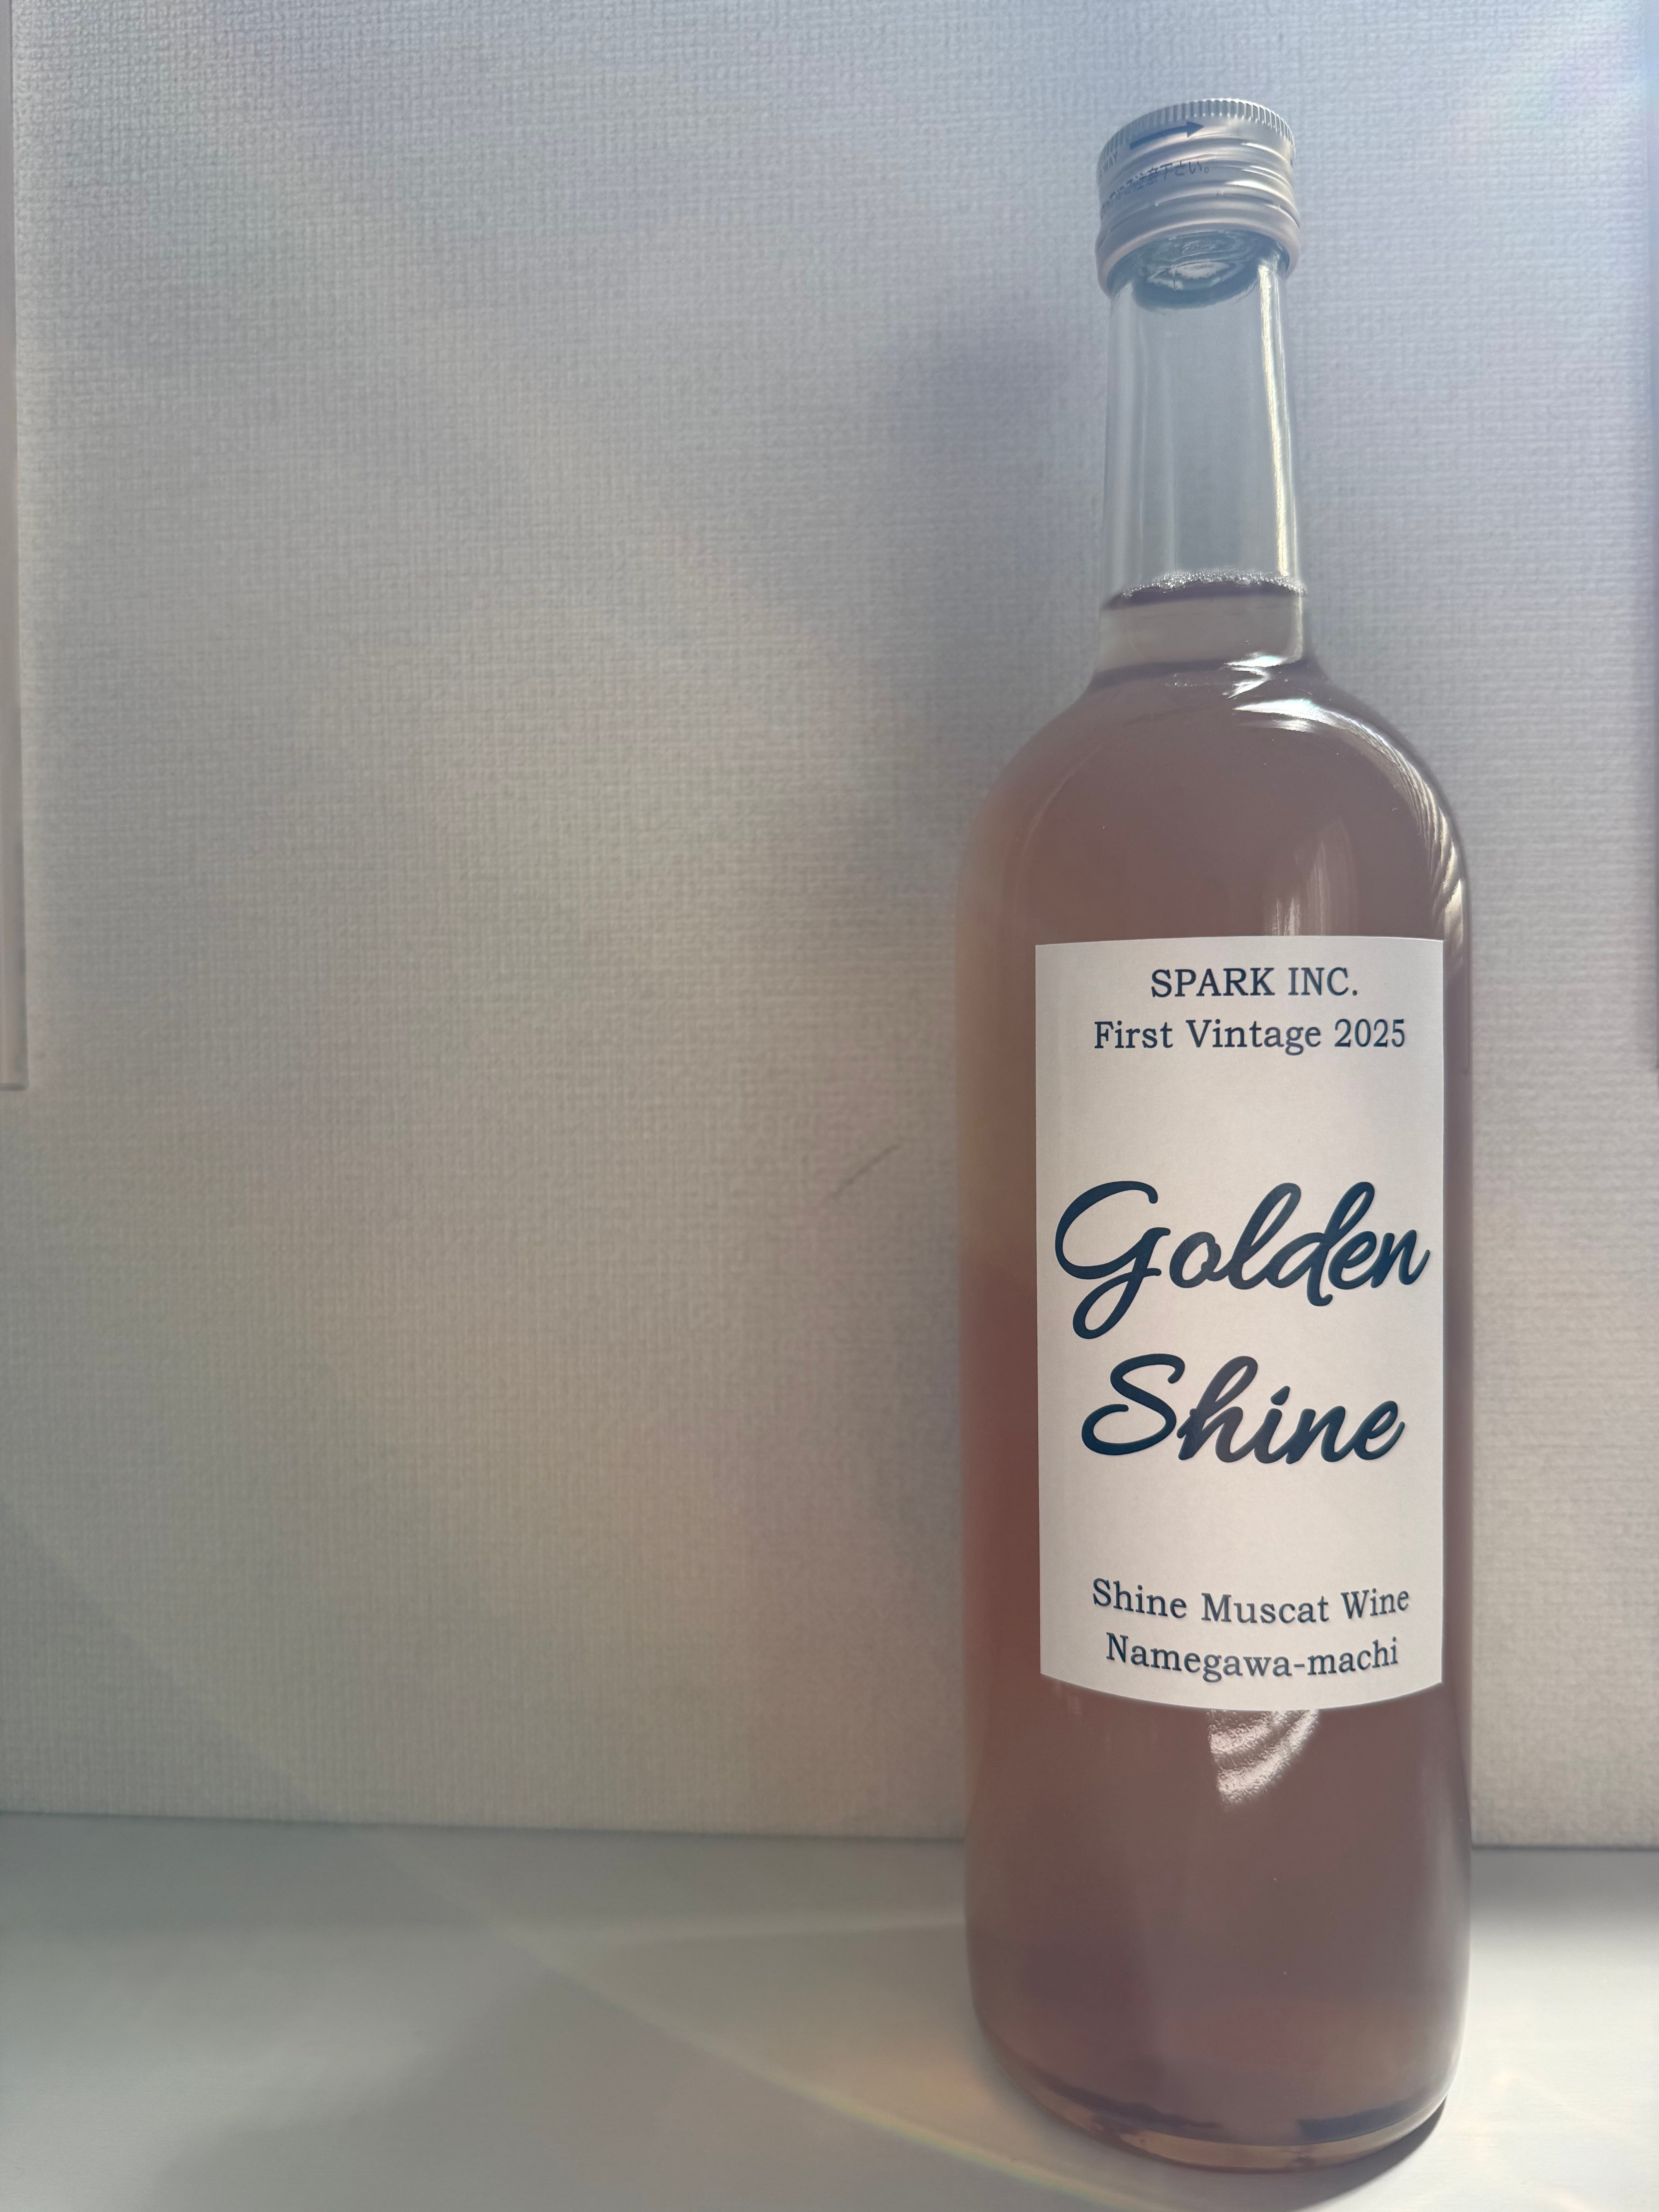 SPARK INC.
First Vintage 2025
Golden
Shine
Shine Muscat Wine
Namegawa-machi